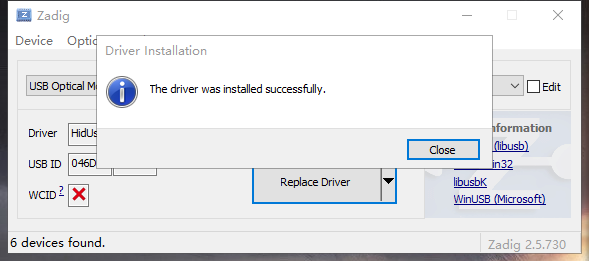 Zadig
Device
Driver Installation
The driver was installed successfully.
USB Optical
Edit
Close
Driver
USB ID
046D
WCID ?
Replace Driver
(libusb)
libusbK
WinUSB (Microsoft)
6 devices found.
Zadig 2.5.730